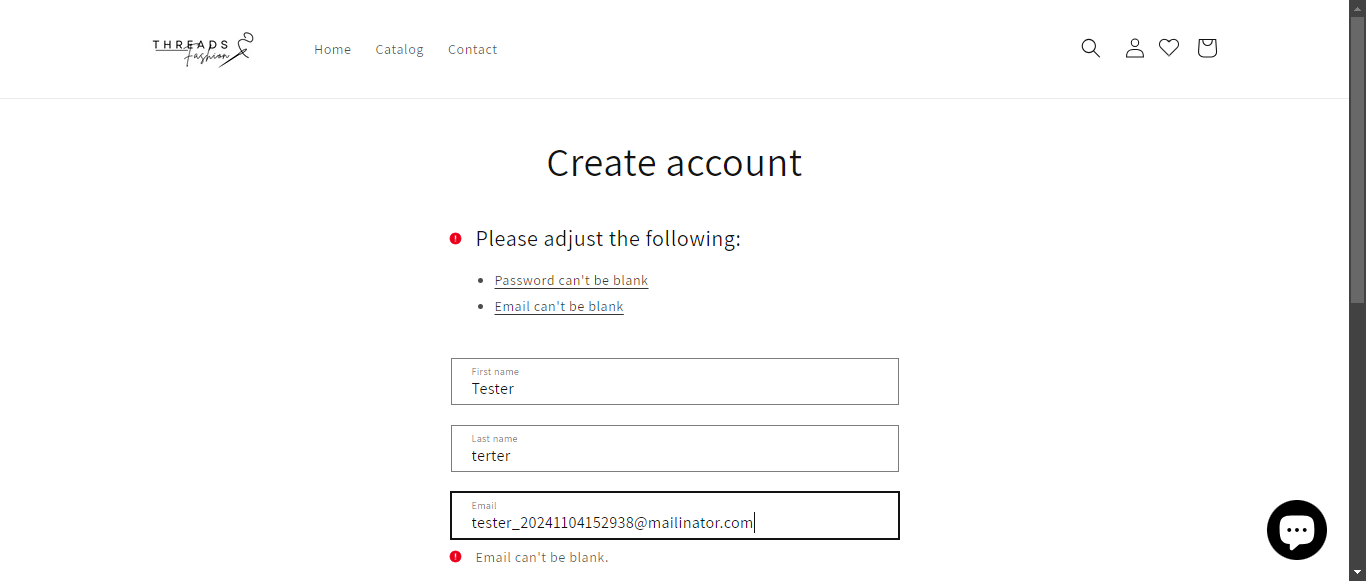 THREADS
Fashion
Home Catalog Contact
Create account
Please adjust the following:
Password can't be blank
Email can't be blank
First name
Tester
Last name
terter
Email
tester_20241104152938@mailinator.com
Email can't be blank.